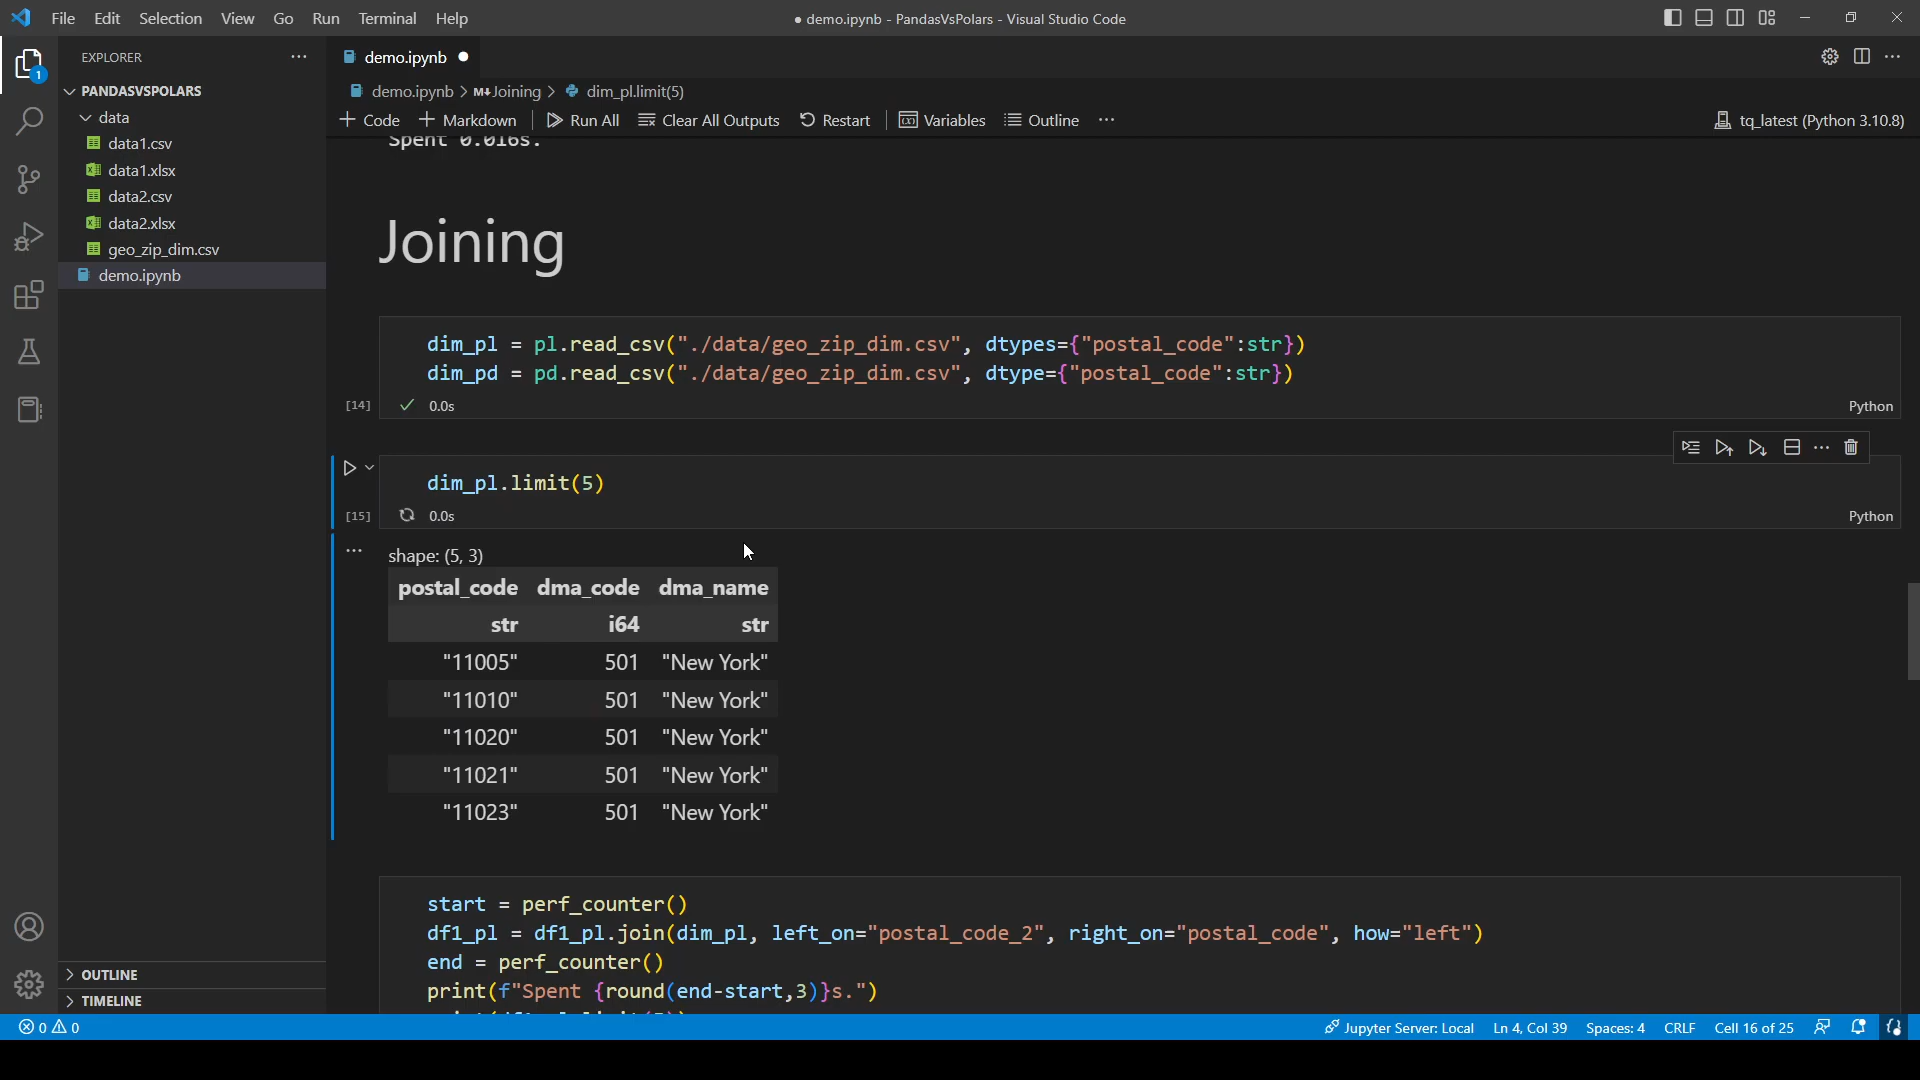 File Edit Selection View Go Run Terminal Help
● demo.ipynb - PandasVsPolars - Visual Studio Code
EXPLORER
PANDASVSPOLARS
data
data1.csv
data1.xlsx
data2.csv
data2.xlsx
geo_zip_dim.csv
demo.ipynb
OUTLINE
TIMELINE
1
demo.ipynb ●
demo.ipynb > M↓Joining > dim_pl.limit(5)
+ Code + Markdown Run All Clear All Outputs Restart Variables Outline ...
tq_latest (Python 3.10.8)
Spent 0.016s.
Joining
dim_pl = pl.read_csv("./data/geo_zip_dim.csv", dtypes={"postal_code":str})
dim_pd = pd.read_csv("./data/geo_zip_dim.csv", dtype={"postal_code":str})
[14] ✓ 0.0s Python
dim_pl.limit(5)
[15] 0.0s Python
shape: (5, 3)
postal_code dma_code dma_name
str i64 str
"11005" 501 "New York"
"11010" 501 "New York"
"11020" 501 "New York"
"11021" 501 "New York"
"11023" 501 "New York"
start = perf_counter()
df1_pl = df1_pl.join(dim_pl, left_on="postal_code_2", right_on="postal_code", how="left")
end = perf_counter()
print(f"Spent {round(end-start,3)}s.")
0 0 Jupyter Server: Local Ln 4, Col 39 Spaces: 4 CRLF Cell 16 of 25